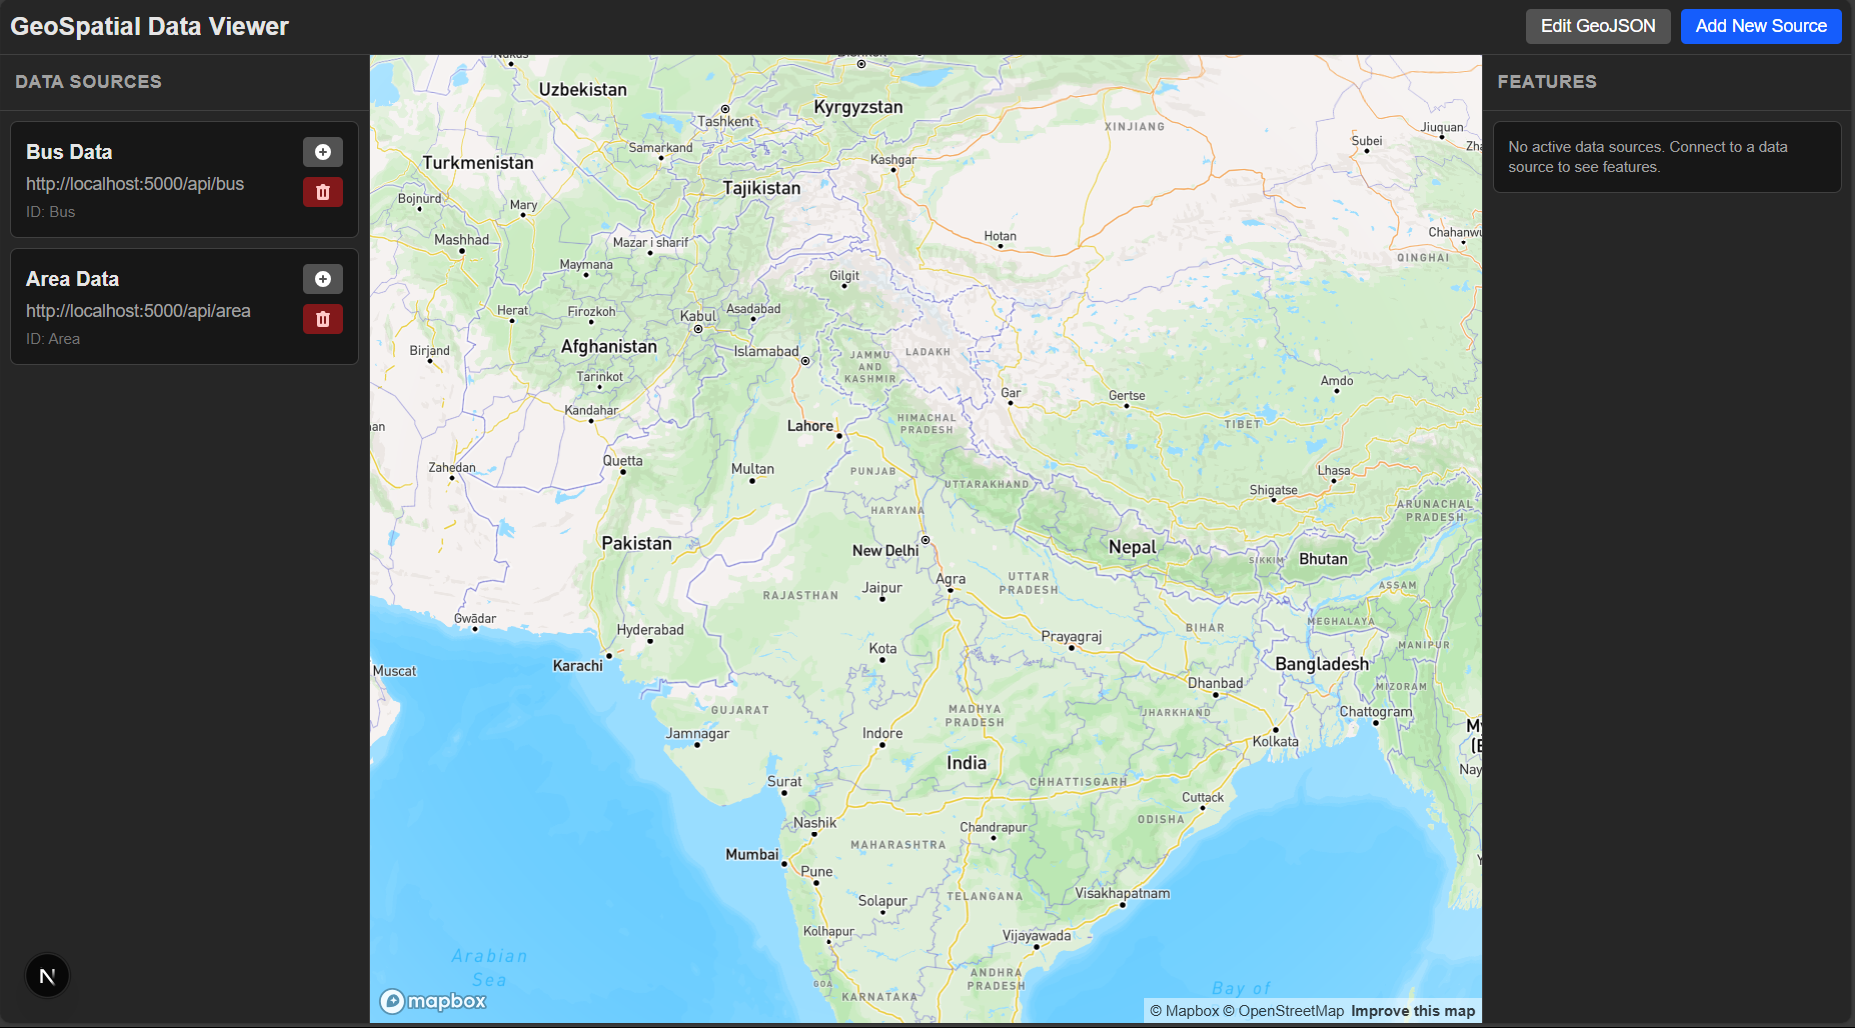 GeoSpatial Data Viewer
Edit GeoJSON
Add New Source
DATA SOURCES
Bus Data
http://localhost:5000/api/bus
ID: Bus
Area Data
http://localhost:5000/api/area
ID: Area
N
Uzbekistan
Kyrgyzstan
Tashkent
XINJIANG
Jiuquan
Subei
Samarkand
Turkmenistan
Kashgar
Tajikistan
Bojnurd
Mary
Mashhad
Mazar i sharif
Hotan
Chahanwu
QINGHAI
Maymana
Gilgit
Herat
Firozkoh
Kabul
Asadabad
Afghanistan
Islamabad
Birjand
JAMMU
AND
KASHMIR
LADAKH
Tarinkot
Amdo
Gar
Gertse
Kandahar
Lahore
HIMACHAL
PRADESH
TIBET
Zahedan
Quetta
Multan
PUNJAB
Lhasa
UTTARAKHAND
Shigatse
HARYANA
ARUNACHAL
PRADESH
Pakistan
New Delhi
Nepal
SIKKIM
Bhutan
Jaipur
Agra
UTTAR
PRADESH
RAJASTHAN
ASSAM
Gwādar
Hyderabad
Prayagraj
BIHAR
MEGHALAYA
Kota
MANIPUR
Karachi
Muscat
Bangladesh
Dhanbad
MIZORAM
GUJARAT
MADHYA
PRADESH
JHARKHAND
Chattogram
Jamnagar
Indore
Kolkata
India
CHHATTISGARH
Surat
Cuttack
Nashik
Chandrapur
ODISHA
Mumbai
MAHARASHTRA
Pune
Solapur
TELANGANA
Visakhapatnam
Kolhapur
Vijayawada
Arabian
Sea
GOA
KARNATAKA
ANDHRA
PRADESH
Bay of
mapbox
© Mapbox © OpenStreetMap Improve this map
FEATURES
No active data sources. Connect to a data
source to see features.